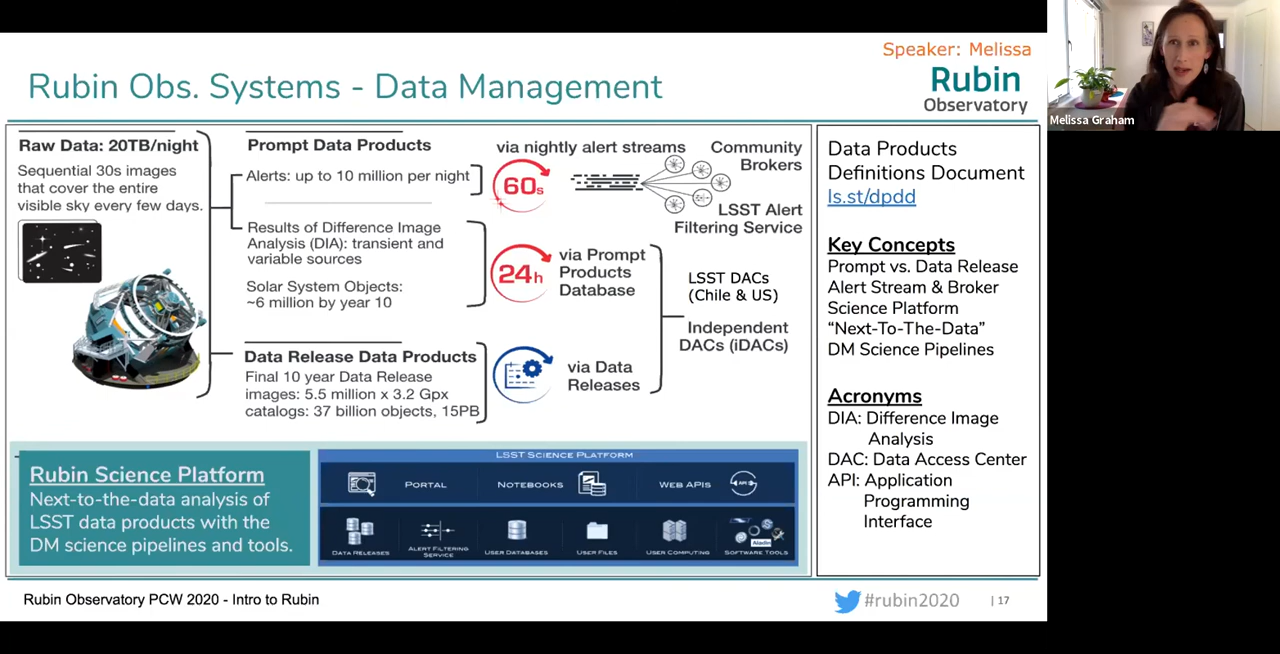 Speaker: Melissa
Rubin Obs. Systems - Data Management
Rubin
Observatory
Melissa Graham
Raw Data: 20TB/night
Sequential 30s images
that cover the entire
visible sky every few days.
Prompt Data Products
Alerts: up to 10 million per night
Results of Difference Image
Analysis (DIA): transient and
variable sources
Solar System Objects:
~6 million by year 10
Data Release Data Products
Final 10 year Data Release
images: 5.5 million x 3.2 Gpx
catalogs: 37 billion objects, 15PB
via nightly alert streams
60s
Community
Brokers
LSST Alert
Filtering Service
24h
via Prompt
Products
Database
via Data
Releases
LSST DACs
(Chile & US)
Independent
DACs (iDACs)
Data Products
Definitions Document
ls.st/dpdd
Key Concepts
Prompt vs. Data Release
Alert Stream & Broker
Science Platform
“Next-To-The-Data”
DM Science Pipelines
Acronyms
DIA: Difference Image
Analysis
DAC: Data Access Center
API: Application
Programming
Interface
Rubin Science Platform
Next-to-the-data analysis of
LSST data products with the
DM science pipelines and tools.
LSST SCIENCE PLATFORM
PORTAL
NOTEBOOKS
WEB APIS
API
DATA RELEASES
ALERT FILTERING
SERVICE
USER DATABASES
USER FILES
USER COMPUTING
Aladin
SOFTWARE TOOLS
Rubin Observatory PCW 2020 - Intro to Rubin
#rubin2020
| 17